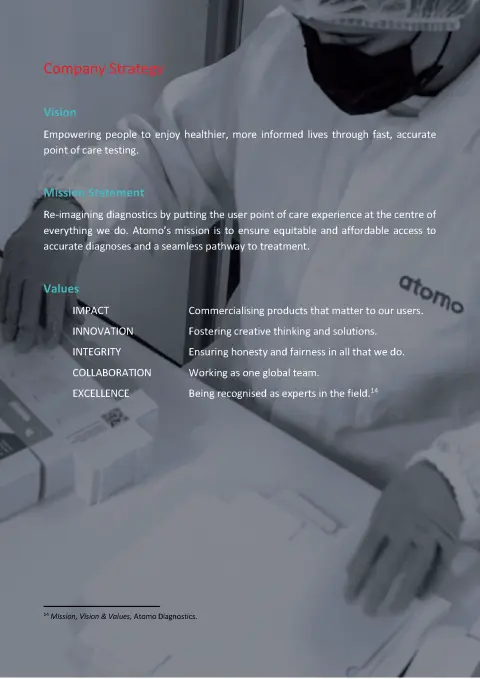 Company Strategy
Vision
Empowering people to enjoy healthier, more informed lives through fast, accurate
point of care testing.
Mission Statement
Re-imagining diagnostics by putting the user point of care experience at the centre of
everything we do. Atomo’s mission is to ensure equitable and affordable access to
accurate diagnoses and a seamless pathway to treatment.
Values
IMPACT Commercialising products that matter to our users.
INNOVATION Fostering creative thinking and solutions.
INTEGRITY Ensuring honesty and fairness in all that we do.
COLLABORATION Working as one global team.
EXCELLENCE Being recognised as experts in the field.14
atomo
14 Mission, Vision & Values, Atomo Diagnostics.